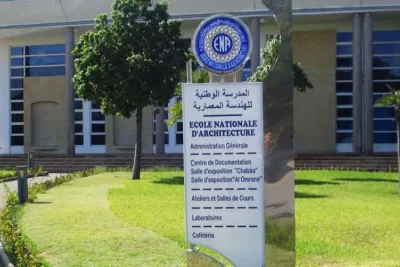 ENA
المدرسة الوطنية
للهندسة المعمارية
ECOLE NATIONALE
D'ARCHITECTURE
Administration Générale
Centre de Documentation
Salle d'exposition "Chabâa"
Salle d'exposition "Al Omrane"
Ateliers et Salles de Cours
Laboratoires
Cafétéria